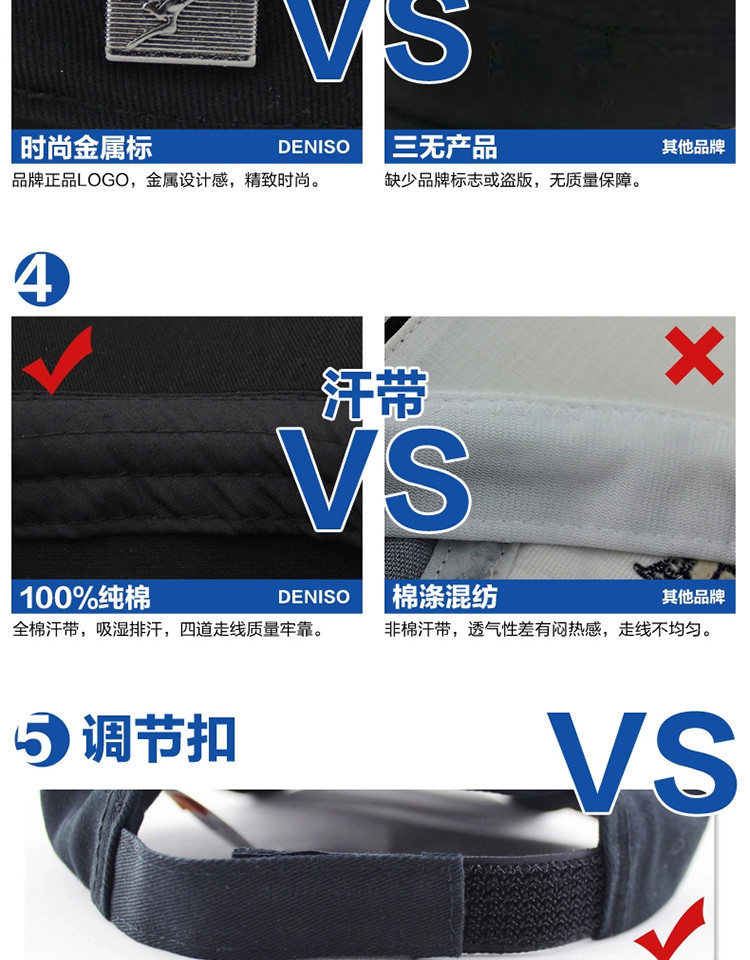 VS
时尚金属标 DENISO
三无产品 其他品牌
品牌正品LOGO，金属设计感，精致时尚。
缺少品牌标志或盗版，无质量保障。
4
汗带
VS
100%纯棉 DENISO
棉涤混纺 其他品牌
全棉汗带，吸湿排汗，四道走线质量牢靠。
非棉汗带，透气性差有闷热感，走线不均匀。
5 调节扣
VS